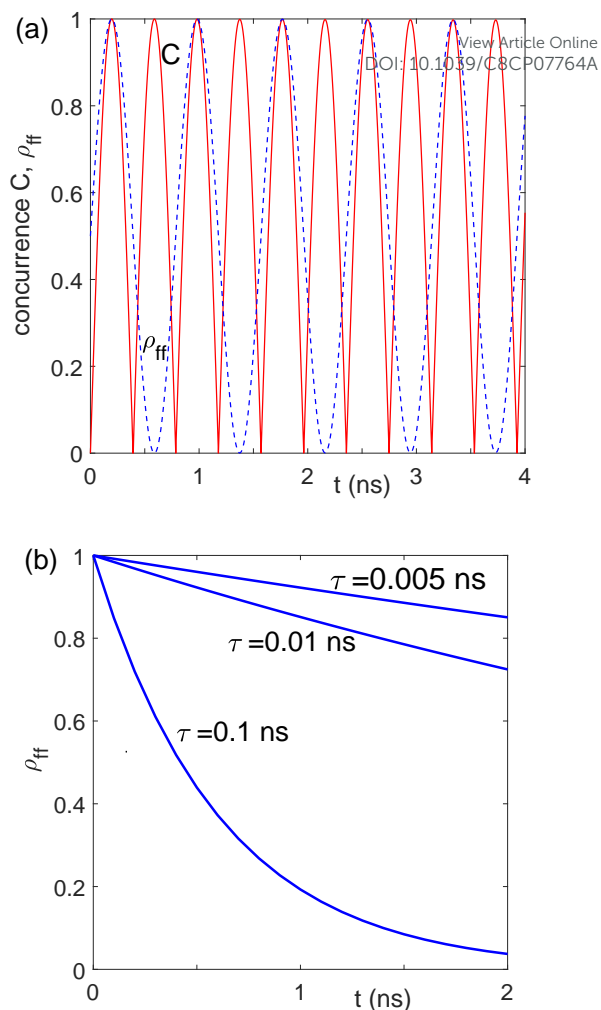 (a)
View Article Online
DOI: 10.1039/C8CP07764A
1
0.8
0.6
0.4
0.2
0
concurrence C, ρff
C
ρff
0
1
2
3
4
t (ns)
(b)
1
0.8
0.6
0.4
0.2
0
ρff
τ =0.005 ns
τ =0.01 ns
τ =0.1 ns
0
1
2
t (ns)